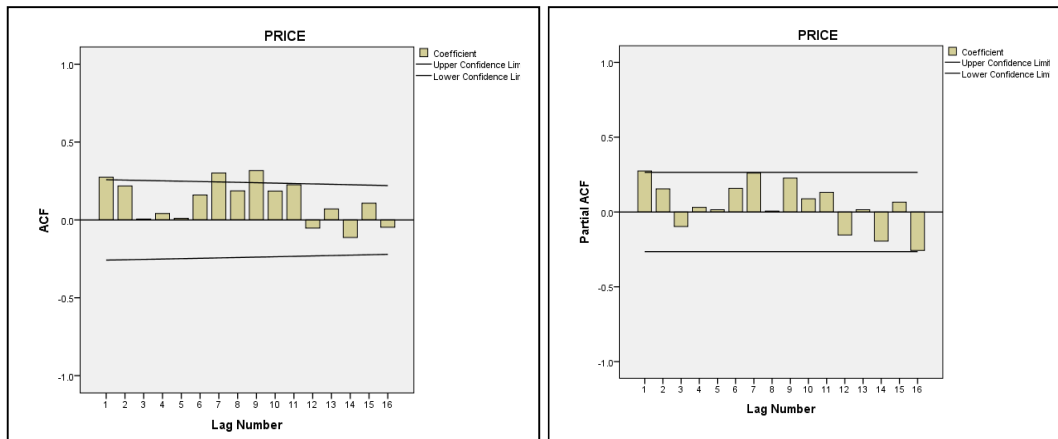 PRICE
Coefficient
Upper Confidence Lim
Lower Confidence Lir
1.0
0.5
0.0
-0.5
-1.0
ACF
1 2 3 4 5 6 7 8 9 10 11 12 13 14 15 16
Lag Number
PRICE
Coefficient
Upper Confidence Limit
Lower Confidence Limi
1.0
0.5
0.0
-0.5
-1.0
Partial ACF
1 2 3 4 5 6 7 8 9 10 11 12 13 14 15 16
Lag Number